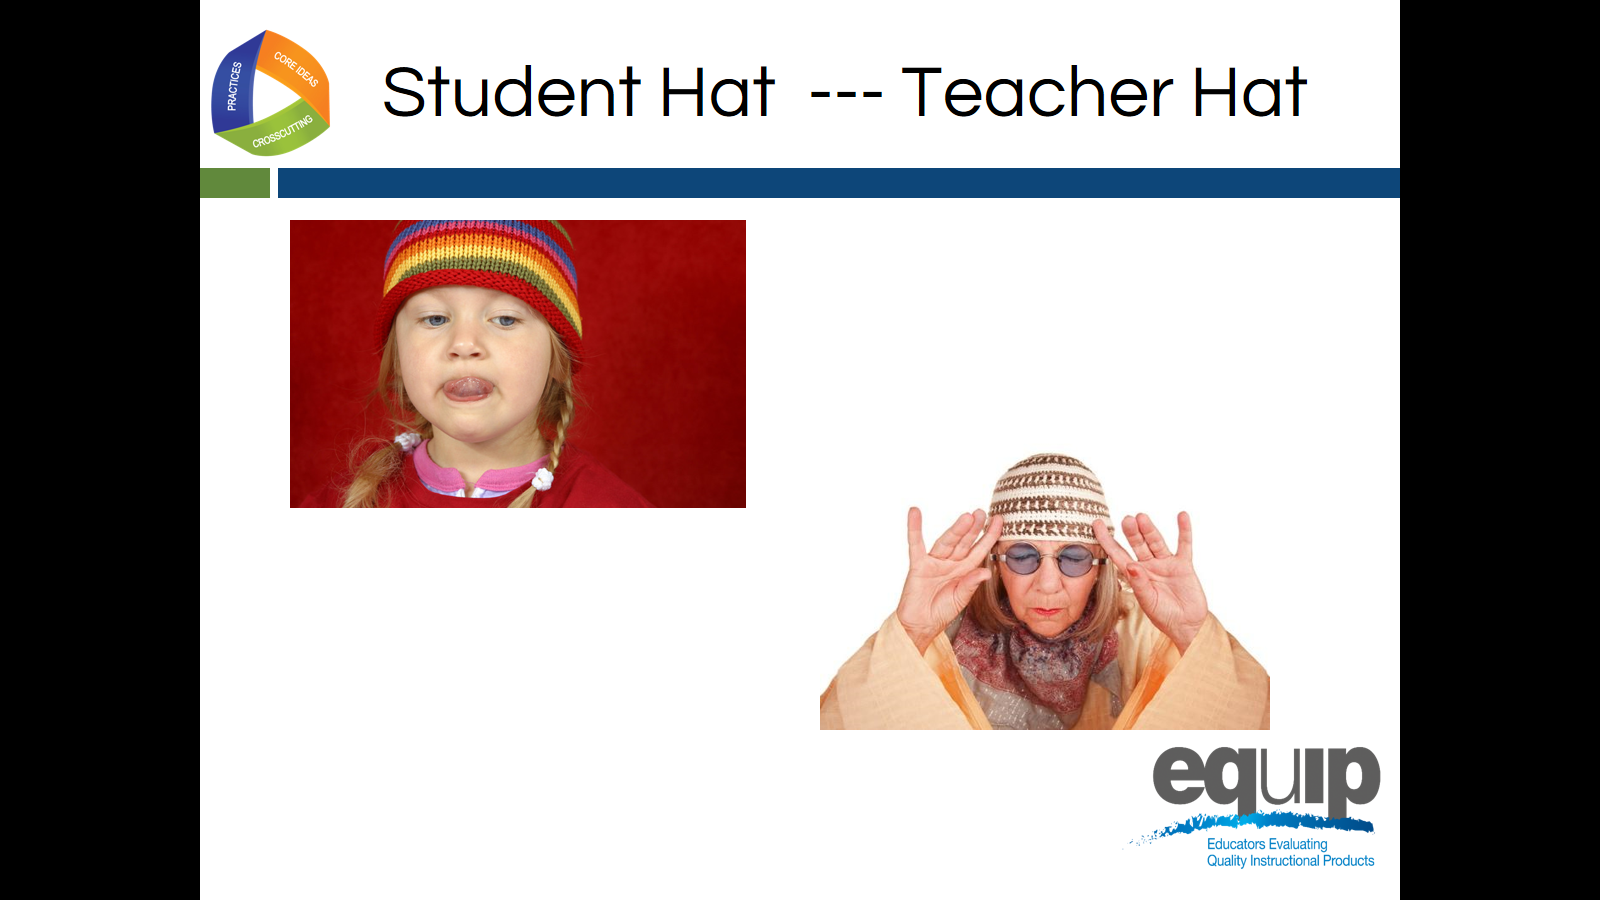 PRACTICES
CORE IDEAS
CROSSCUTTING
Student Hat --- Teacher Hat
equip
Educators Evaluating
Quality Instructional Products